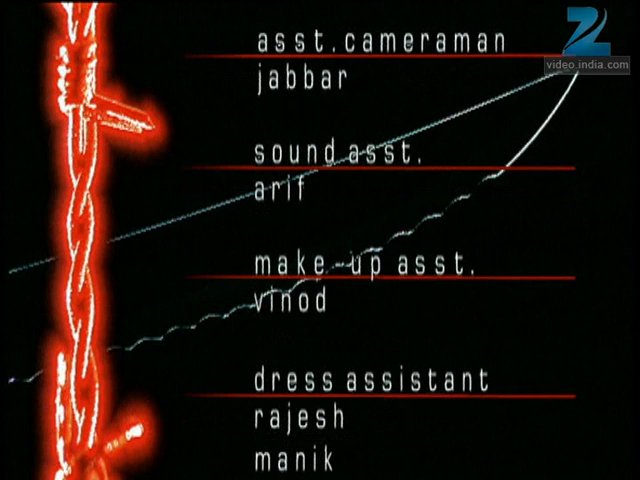 asst.cameraman
video.india.com
jabbar
sound asst.
arif
make-up asst.
vinod
dress assistant
rajesh
manik